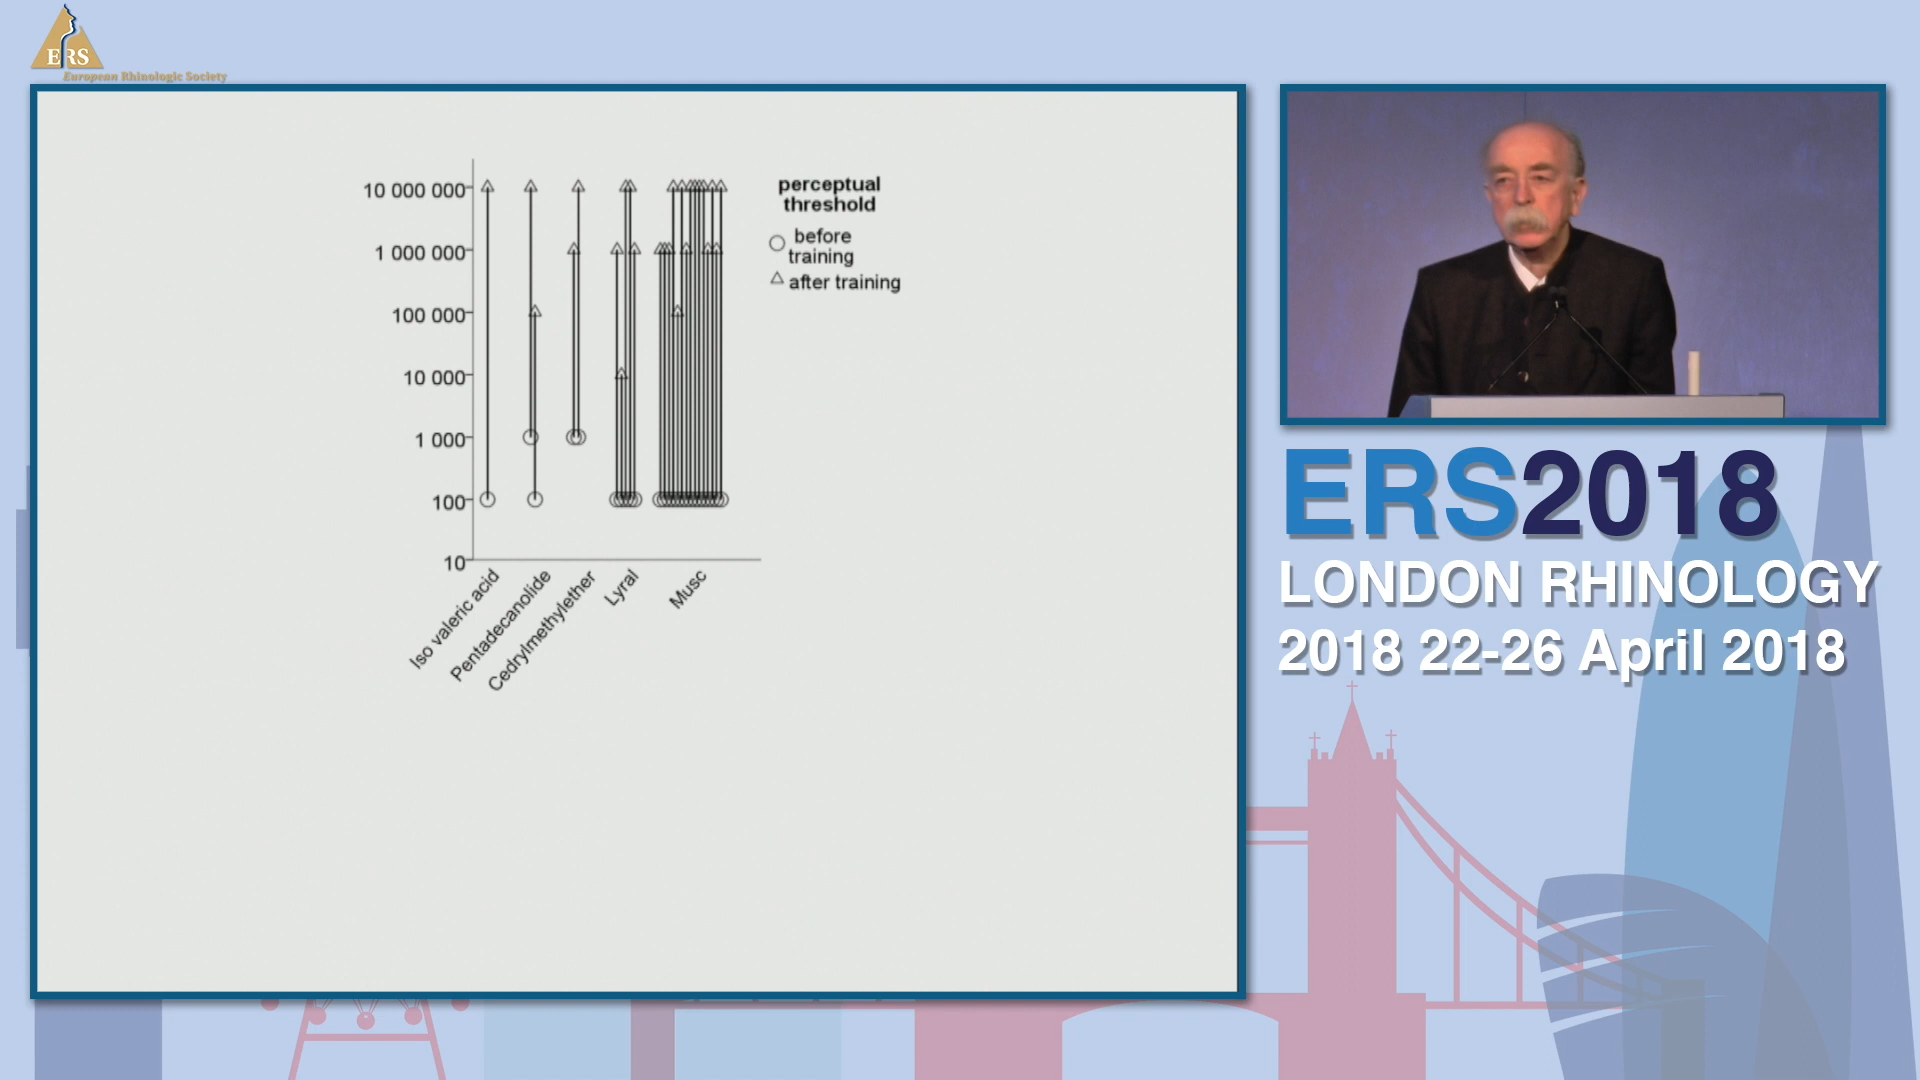 ERS
European Rhinologic Society
10 000 000
1 000 000
100 000
10 000
1 000
100
10
Iso valeric acid
Pentadecanolide
Cedrylmethylether
Lyral
Musc
perceptual
threshold
before
training
after training
ERS2018
LONDON RHINOLOGY
2018 22-26 April 2018